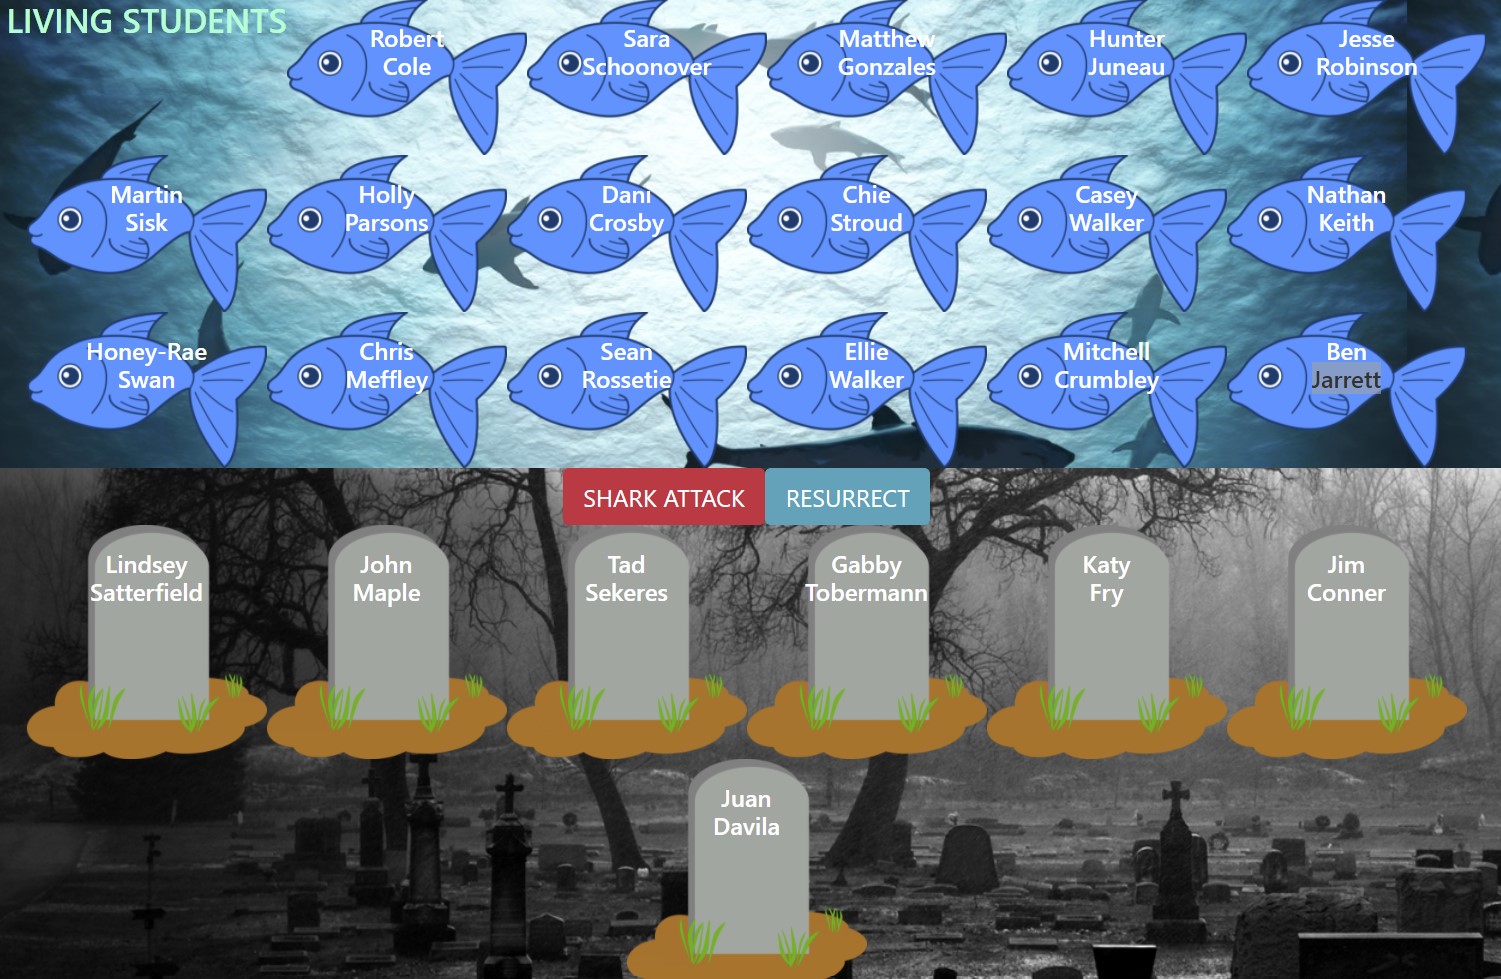 LIVING STUDENTS
Robert
Cole
Sara
Schoonover
Matthew
Gonzales
Hunter
Juneau
Jesse
Robinson
Martin
Sisk
Holly
Parsons
Dani
Crosby
Chie
Stroud
Casey
Walker
Nathan
Keith
Honey-Rae
Swan
Chris
Meffley
Sean
Rossetie
Ellie
Walker
Mitchell
Crumbley
Ben
Jarrett
SHARK ATTACK
RESURRECT
Lindsey
Satterfield
John
Maple
Tad
Sekeres
Gabby
Tobermann
Katy
Fry
Jim
Conner
Juan
Davila